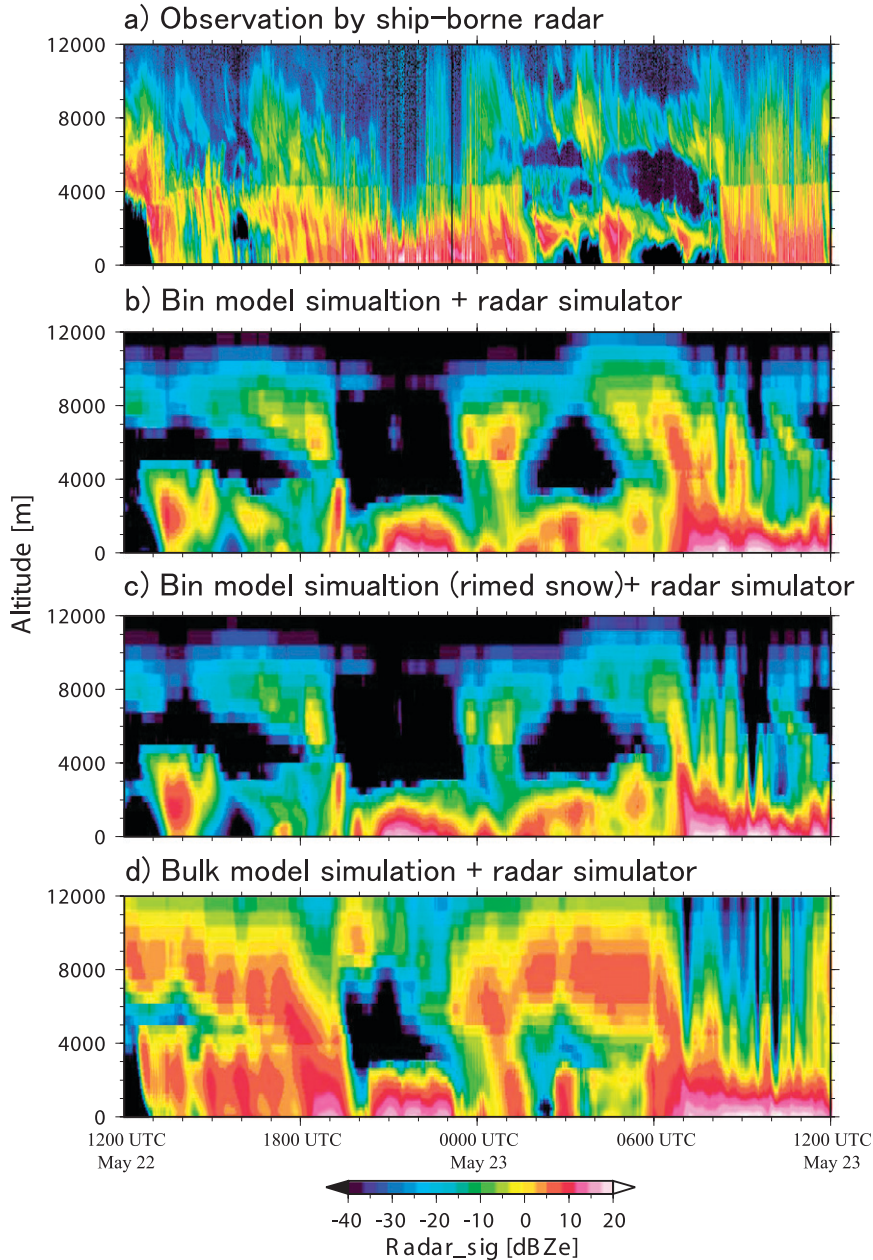 a) Observation by ship-borne radar
12000
8000
4000
0
b) Bin model simualtion + radar simulator
12000
8000
4000
0
Altitude [m]
c) Bin model simualtion (rimed snow)+ radar simulator
12000
8000
4000
0
d) Bulk model simulation + radar simulator
12000
8000
4000
0
1200 UTC 1800 UTC 0000 UTC 0600 UTC 1200 UTC
May 22 May 23 May 23
-40 -30 -20 -10 0 10 20
Radar_sig [dBZe]